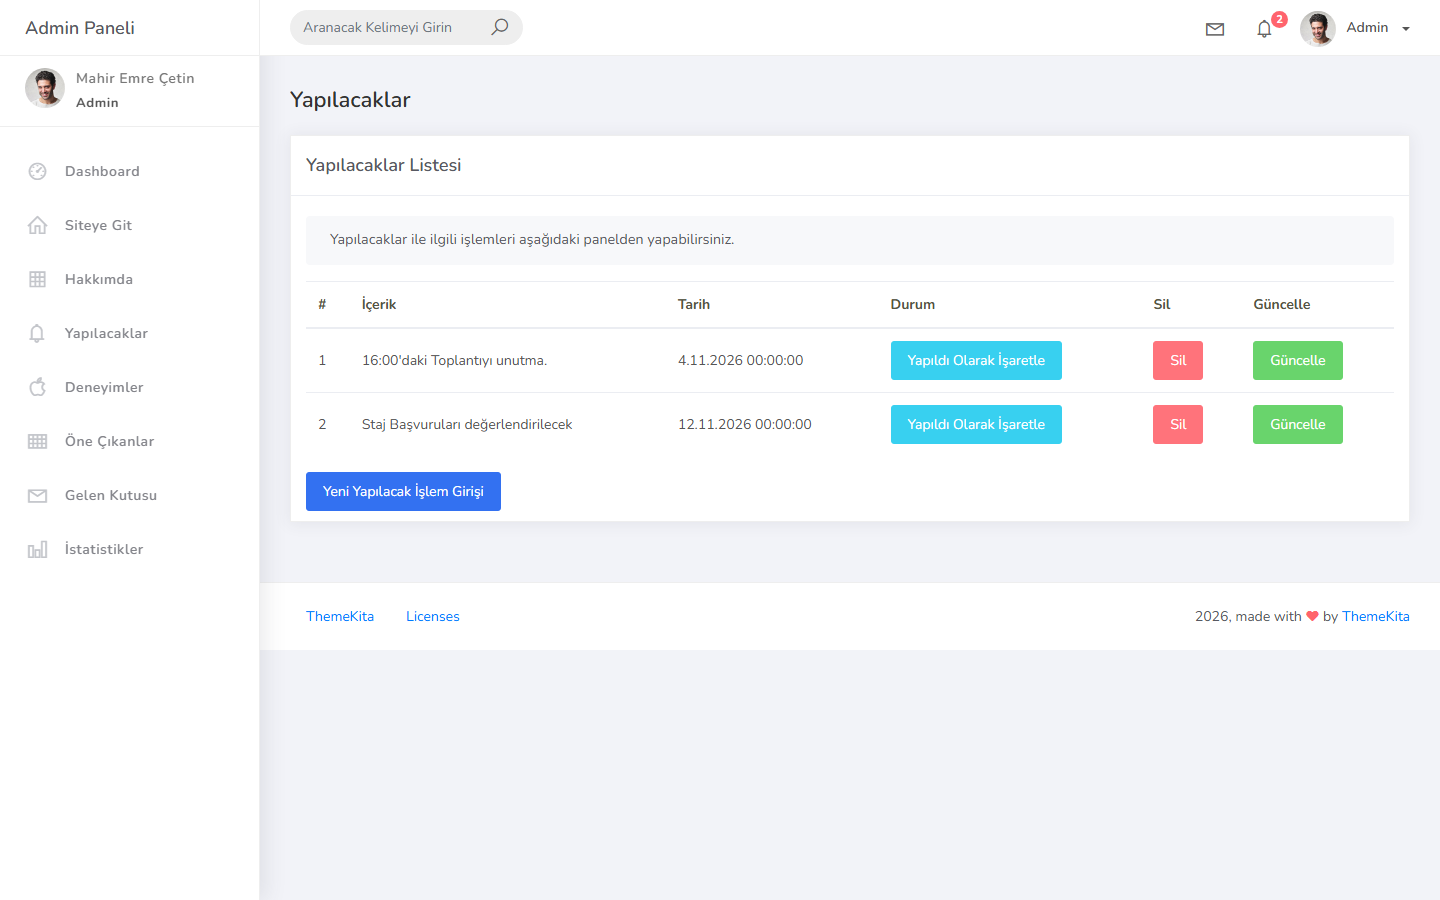 Admin Paneli
Aranacak Kelimeyi Girin
2
Admin
Mahir Emre Çetin
Admin
Dashboard
Siteye Git
Hakkımda
Yapılacaklar
Deneyimler
Öne Çıkanlar
Gelen Kutusu
İstatistikler
Yapılacaklar
Yapılacaklar Listesi
Yapılacaklar ile ilgili işlemleri aşağıdaki panelden yapabilirsiniz.
# İçerik Tarih Durum Sil Güncelle
1 16:00'daki Toplantıyı unutma. 4.11.2026 00:00:00 Yapıldı Olarak İşaretle Sil Güncelle
2 Staj Başvuruları değerlendirilecek 12.11.2026 00:00:00 Yapıldı Olarak İşaretle Sil Güncelle
Yeni Yapılacak İşlem Girişi
ThemeKita Licenses 2026, made with ❤ by ThemeKita